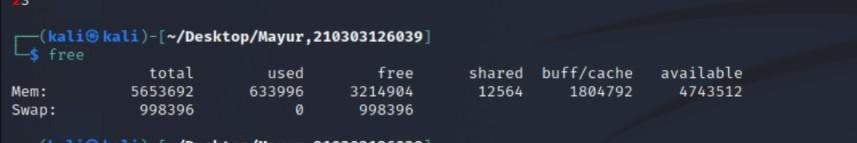 23
┌──(kali㉿kali)-[~/Desktop/Mayur,210303126039]
└─$ free
total used free shared buff/cache available
Mem: 5653692 633996 3214904 12564 1804792 4743512
Swap: 998396 0 998396